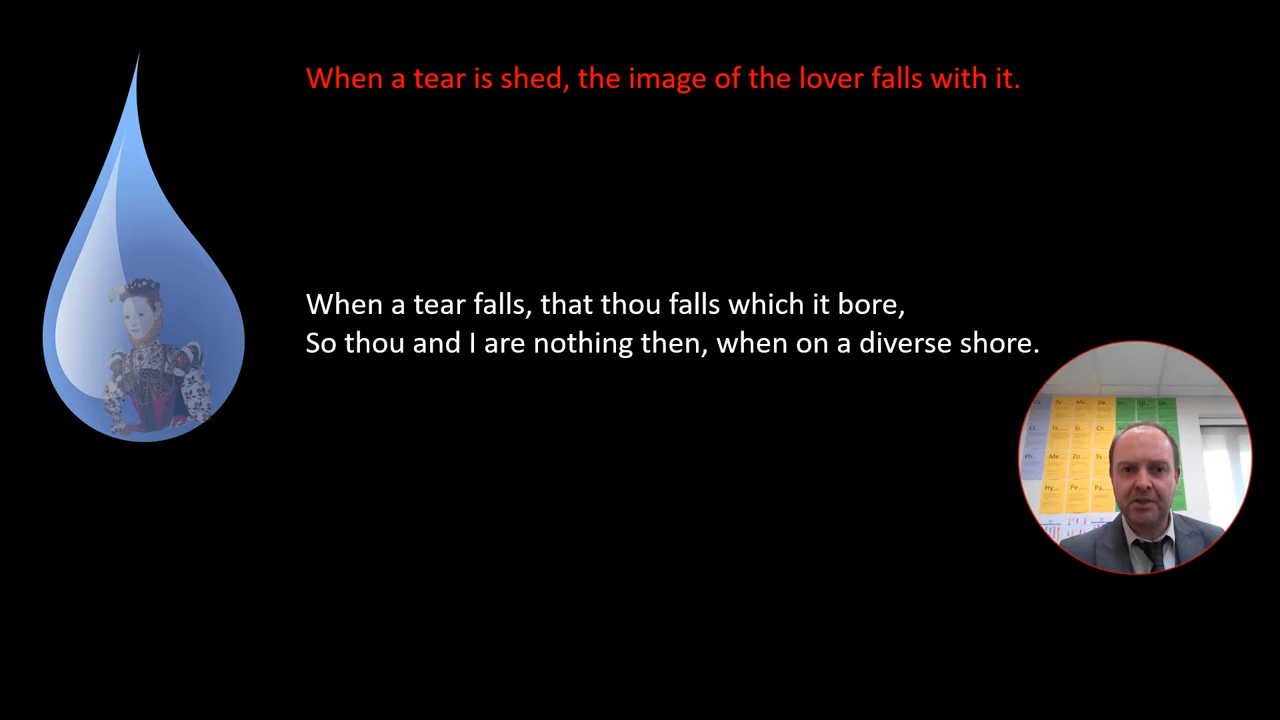 When a tear is shed, the image of the lover falls with it.
When a tear falls, that thou falls which it bore,
So thou and I are nothing then, when on a diverse shore.